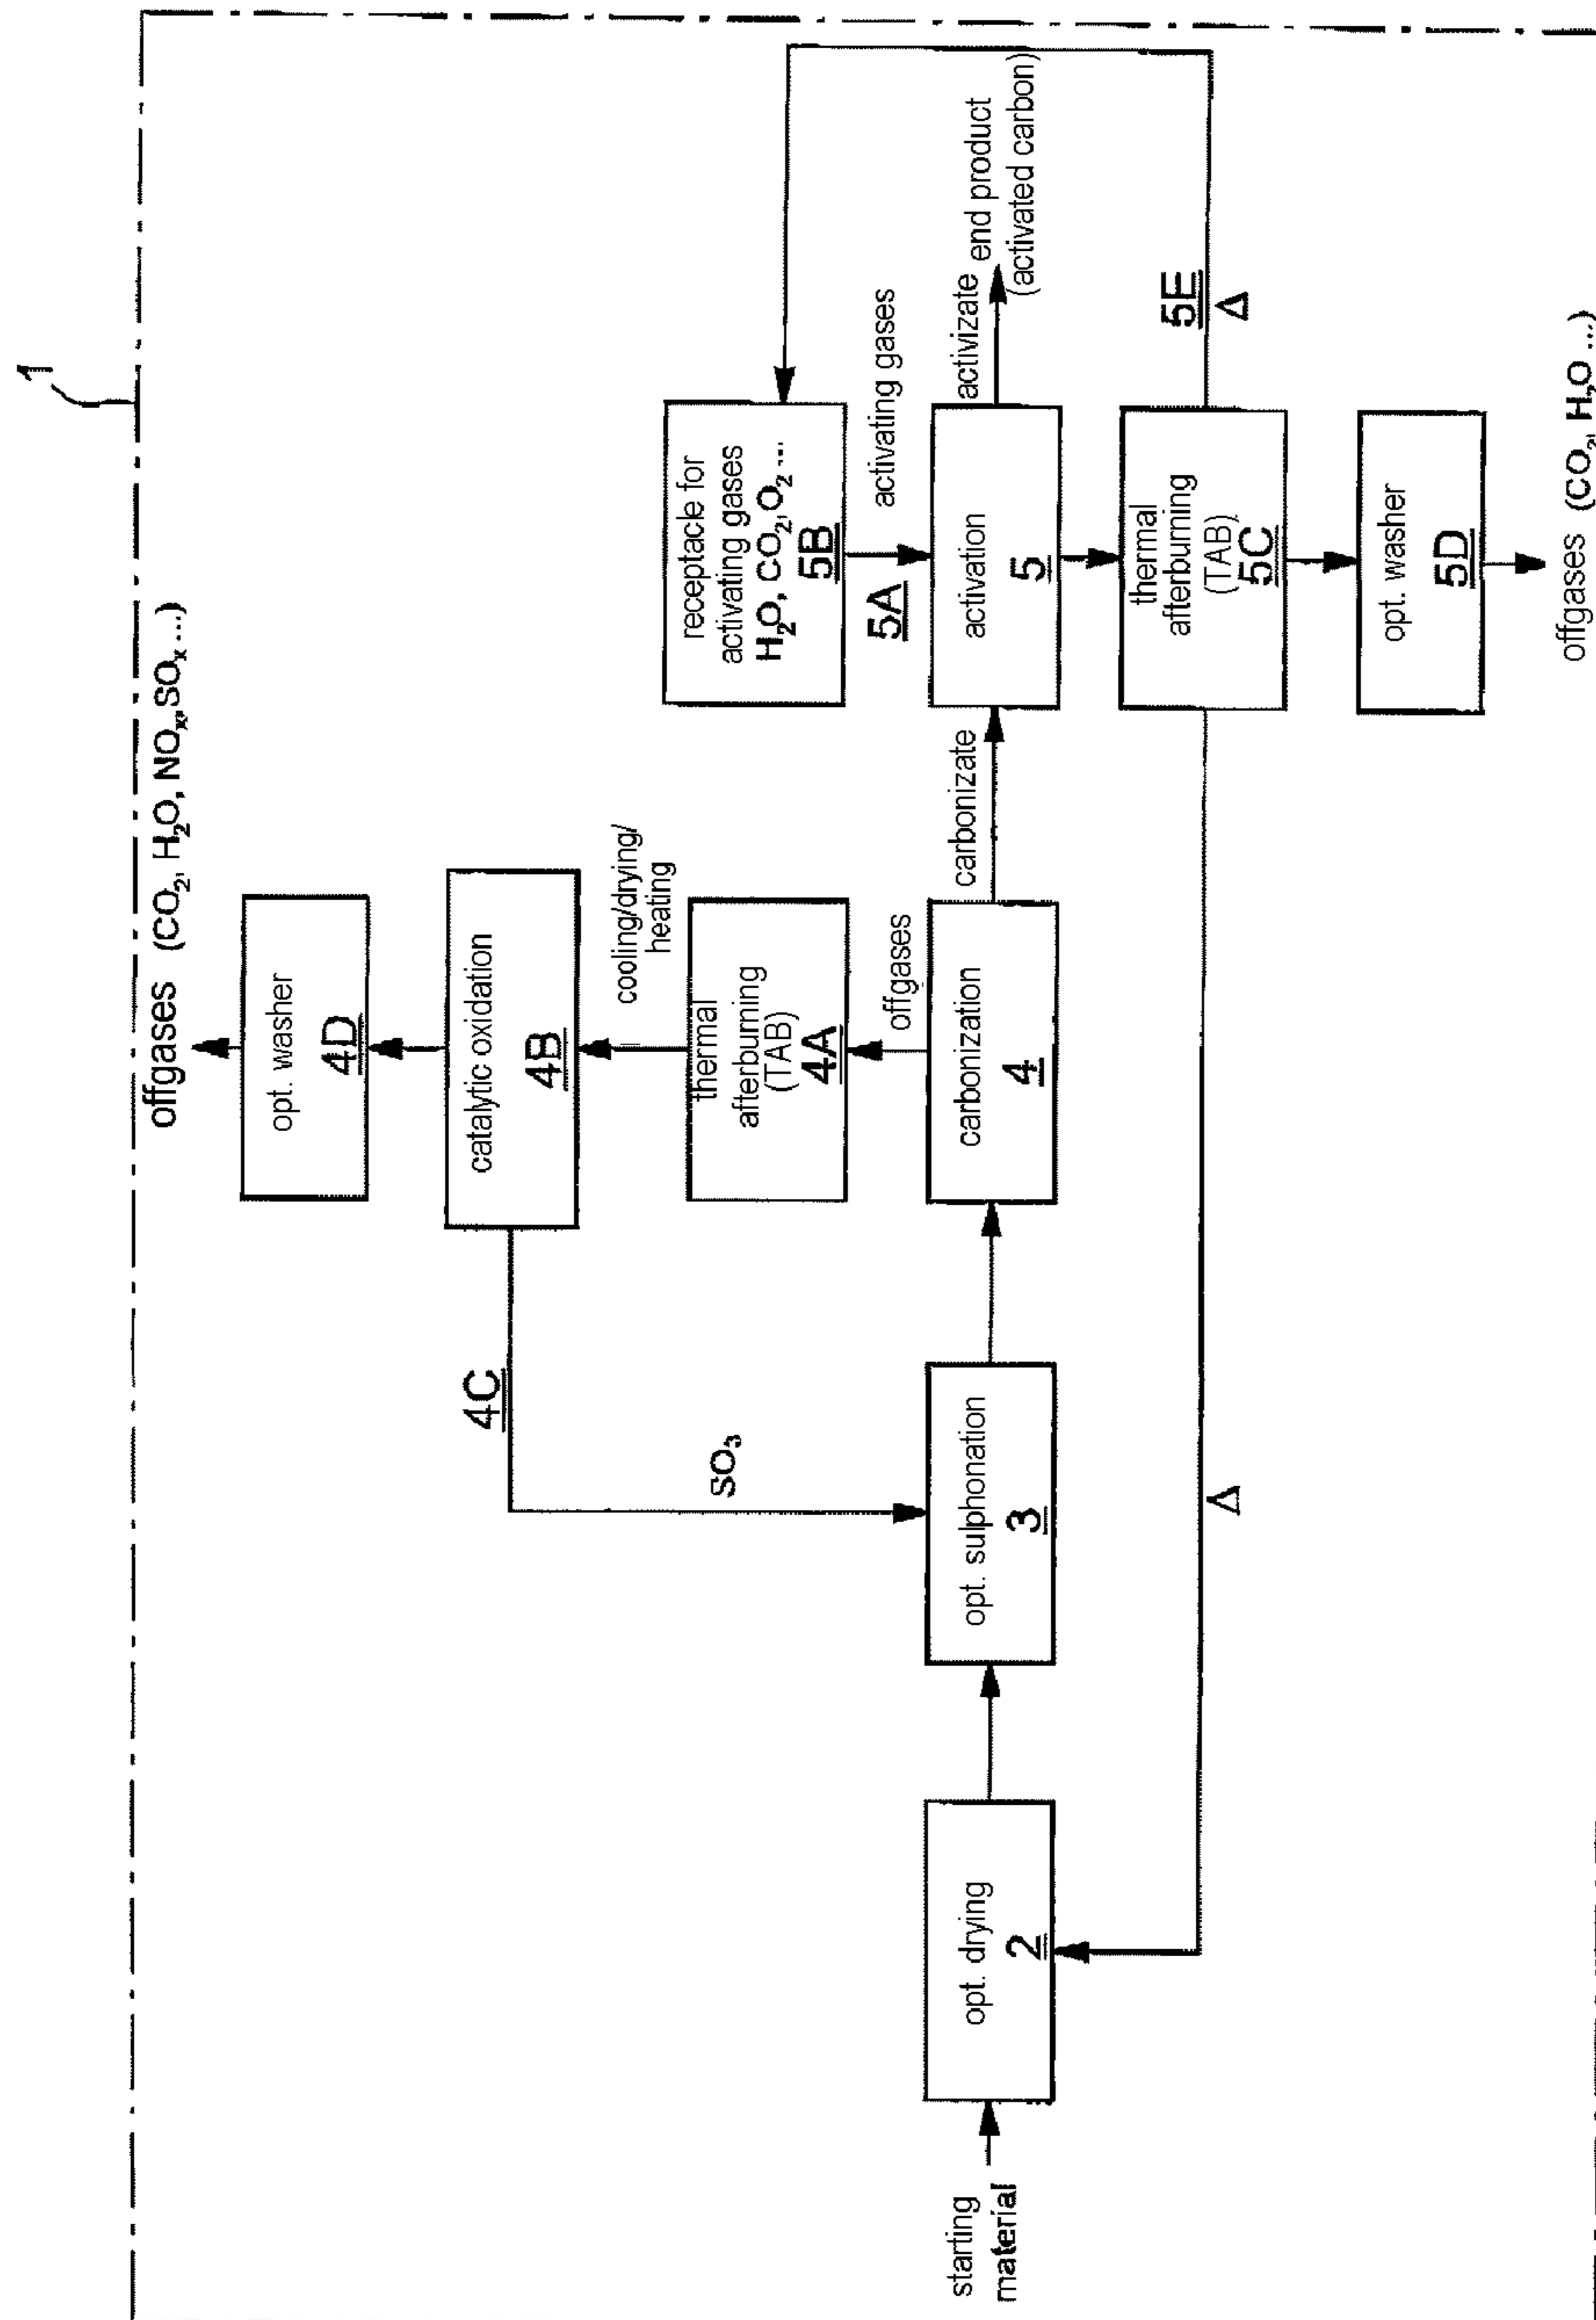 1
offgases (CO₂, H₂O, NOₓ,SOₓ ...)
opt. washer
4D
catalytic oxidation
4B
4C
SO₃
cooling/drying/
heating
thermal
afterburning
(TAB)
4A
offgases
receptacle for
activating gases
H₂O, CO₂,O₂ ...
5B
5A
activating gases
starting
material
opt. drying
2
opt. sulphonation
3
carbonization
4
carbonizate
activation
5
activizate
end product
(activated carbon)
thermal
afterburning
(TAB)
5C
5E
Δ
Δ
opt. washer
5D
offgases (CO₂, H₂O ...)